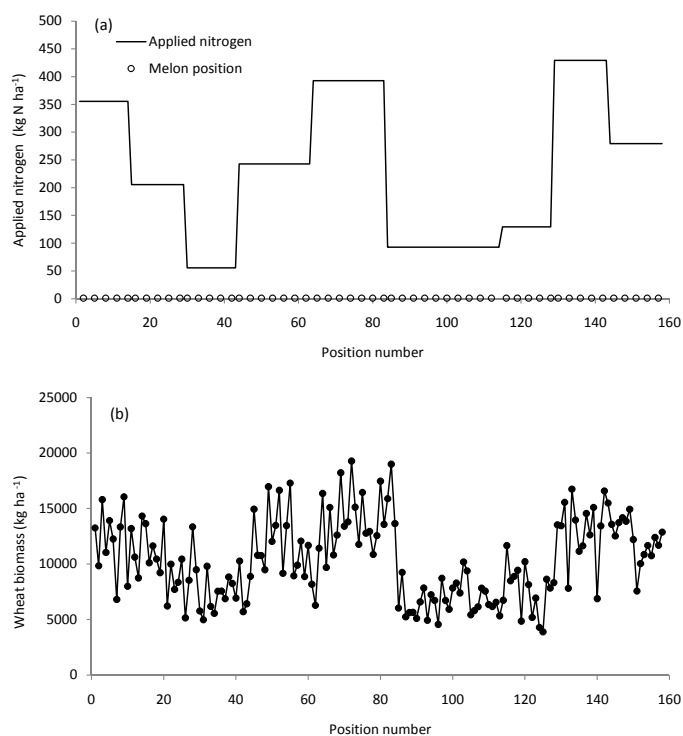 (a)
Applied nitrogen
Melon position
500
450
400
350
300
250
200
150
100
50
0
Applied nitrogen (kg N ha-1)
0 20 40 60 80 100 120 140 160
Position number
(b)
25000
20000
15000
10000
5000
0
Wheat biomass (kg ha -1)
0 20 40 60 80 100 120 140 160
Position number